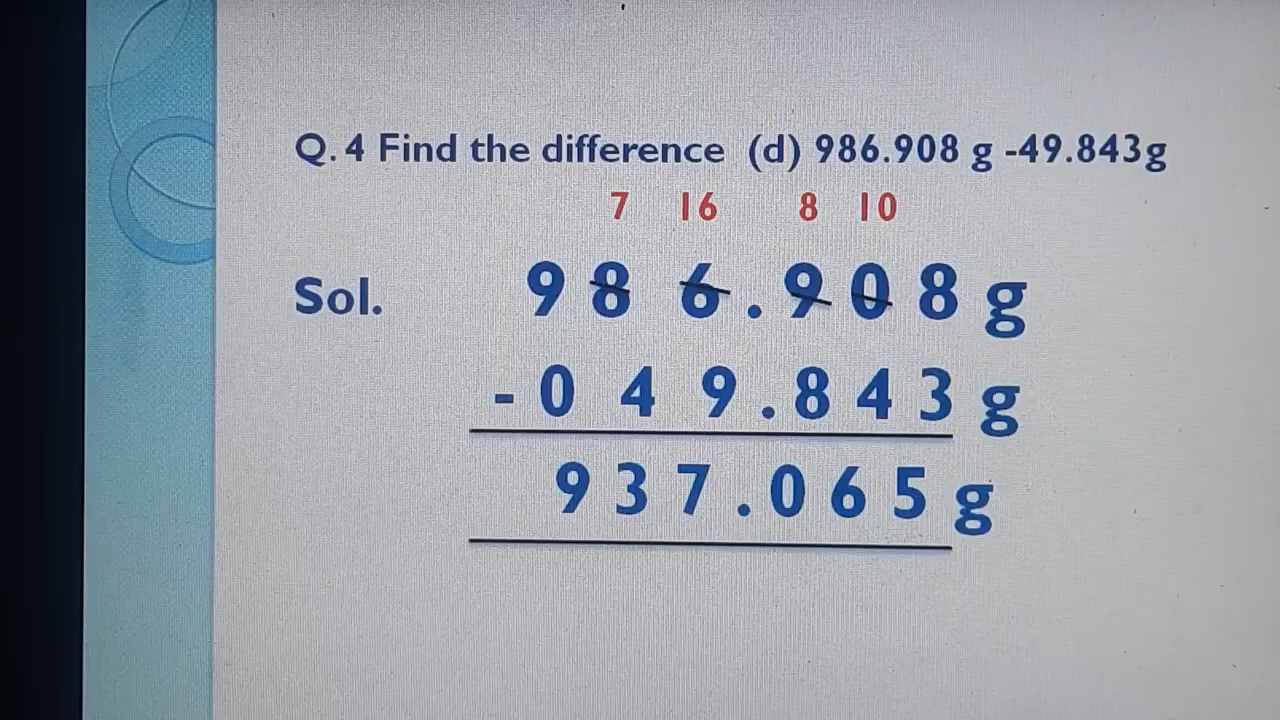 Q. 4 Find the difference (d) 986.908 g -49.843g
7 16 8 10
Sol. 9 8 6 . 9 0 8 g
- 0 4 9 . 8 4 3 g
9 3 7 . 0 6 5 g